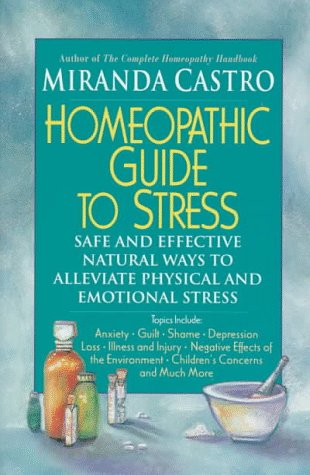 Author of The Complete Homeopathy Handbook
MIRANDA CASTRO
HOMEOPATHIC
GUIDE
TO STRESS
SAFE AND EFFECTIVE
NATURAL WAYS TO
ALLEVIATE PHYSICAL AND
EMOTIONAL STRESS
Topics Include:
Anxiety • Guilt • Shame • Depression
Loss • Illness and Injury • Negative Effects of
the Environment • Children's Concerns
and Much More